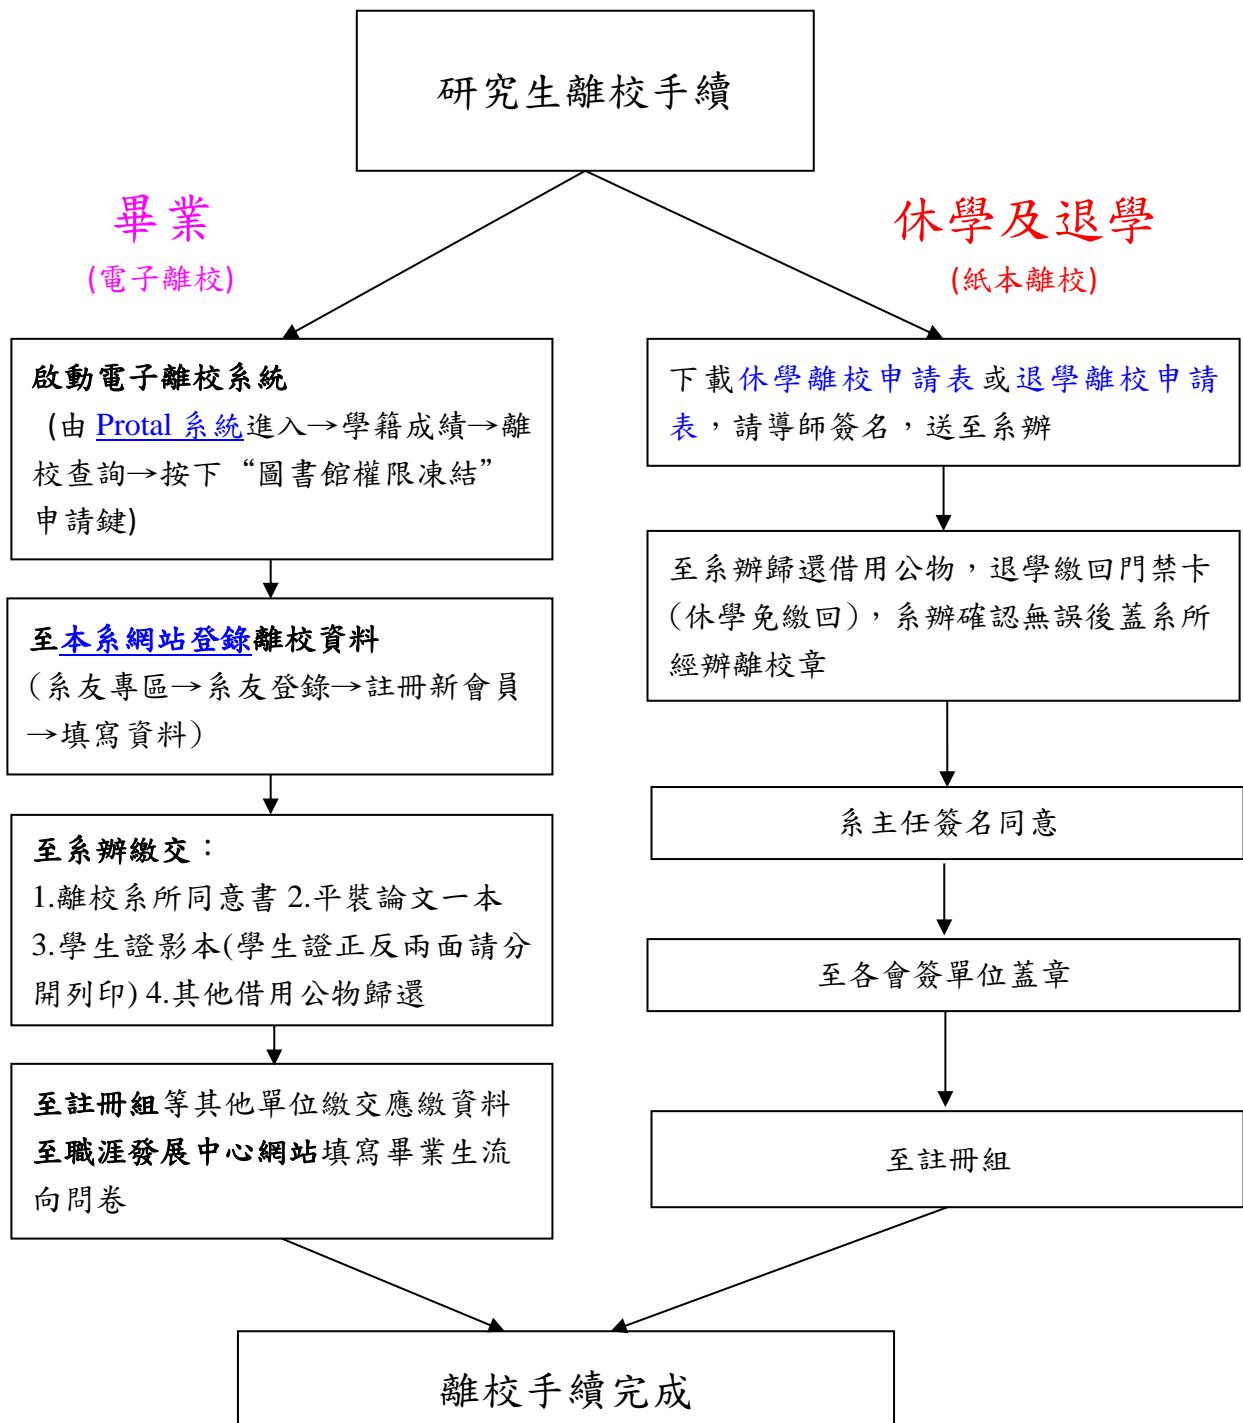 研究生離校手續
畢業
(電子離校)
啟動電子離校系統
(由 Protal 系統進入→學籍成績→離
校查詢→按下“圖書館權限凍結”
申請鍵)
至本系網站登錄離校資料
(系友專區→系友登錄→註冊新會員
→填寫資料)
至系辦繳交：
1.離校系所同意書 2.平裝論文一本
3.學生證影本(學生證正反兩面請分
開列印) 4.其他借用公物歸還
至註冊組等其他單位繳交應繳資料
至職涯發展中心網站填寫畢業生流
向問卷
休學及退學
(紙本離校)
下載休學離校申請表或退學離校申請
表，請導師簽名，送至系辦
至系辦歸還借用公物，退學繳回門禁卡
(休學免繳回)，系辦確認無誤後蓋系所
經辦離校章
系主任簽名同意
至各會簽單位蓋章
至註冊組
離校手續完成